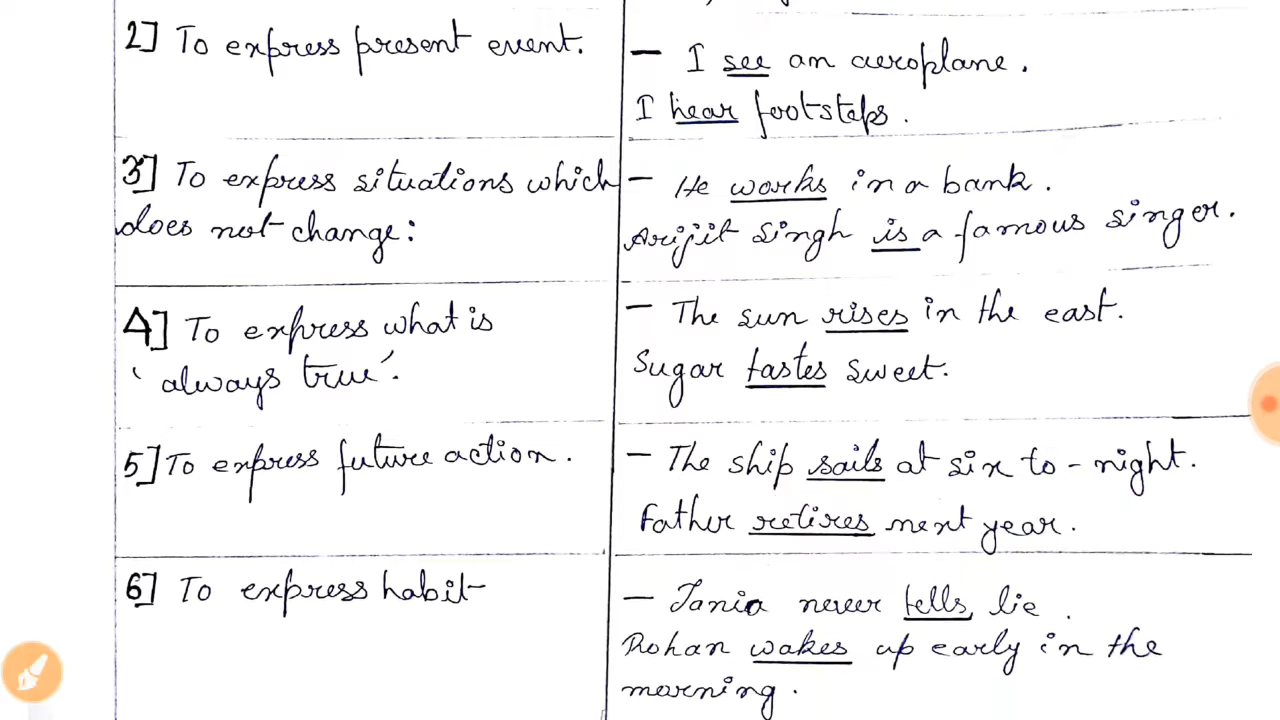 2] To express present event.
— I see an aeroplane.
I hear footsteps.
3] To express situations which
does not change:
— He works in a bank.
Arijit Singh is a famous singer.
4] To express what is
'always true'.
— The sun rises in the east.
Sugar tastes sweet.
5] To express future action.
— The ship sails at six to-night.
Father retires next year.
6] To express habit
— Tania never tells lie.
Rohan wakes up early in the
morning.